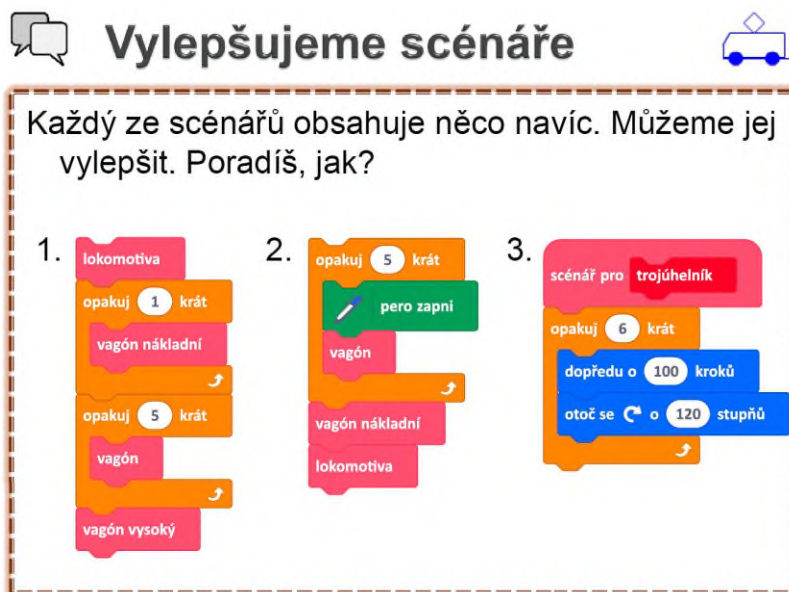 Vylepšujeme scénáře
Každý ze scénářů obsahuje něco navíc. Můžeme jej
vylepšit. Poradíš, jak?
1.
lokomotiva
opakuj 1 krát
vagón nákladní
opakuj 5 krát
vagón
vagón vysoký
2.
opakuj 5 krát
pero zapni
vagón
vagón nákladní
lokomotiva
3.
scénář pro trojúhelník
opakuj 6 krát
dopředu o 100 kroků
otoč se o 120 stupňů